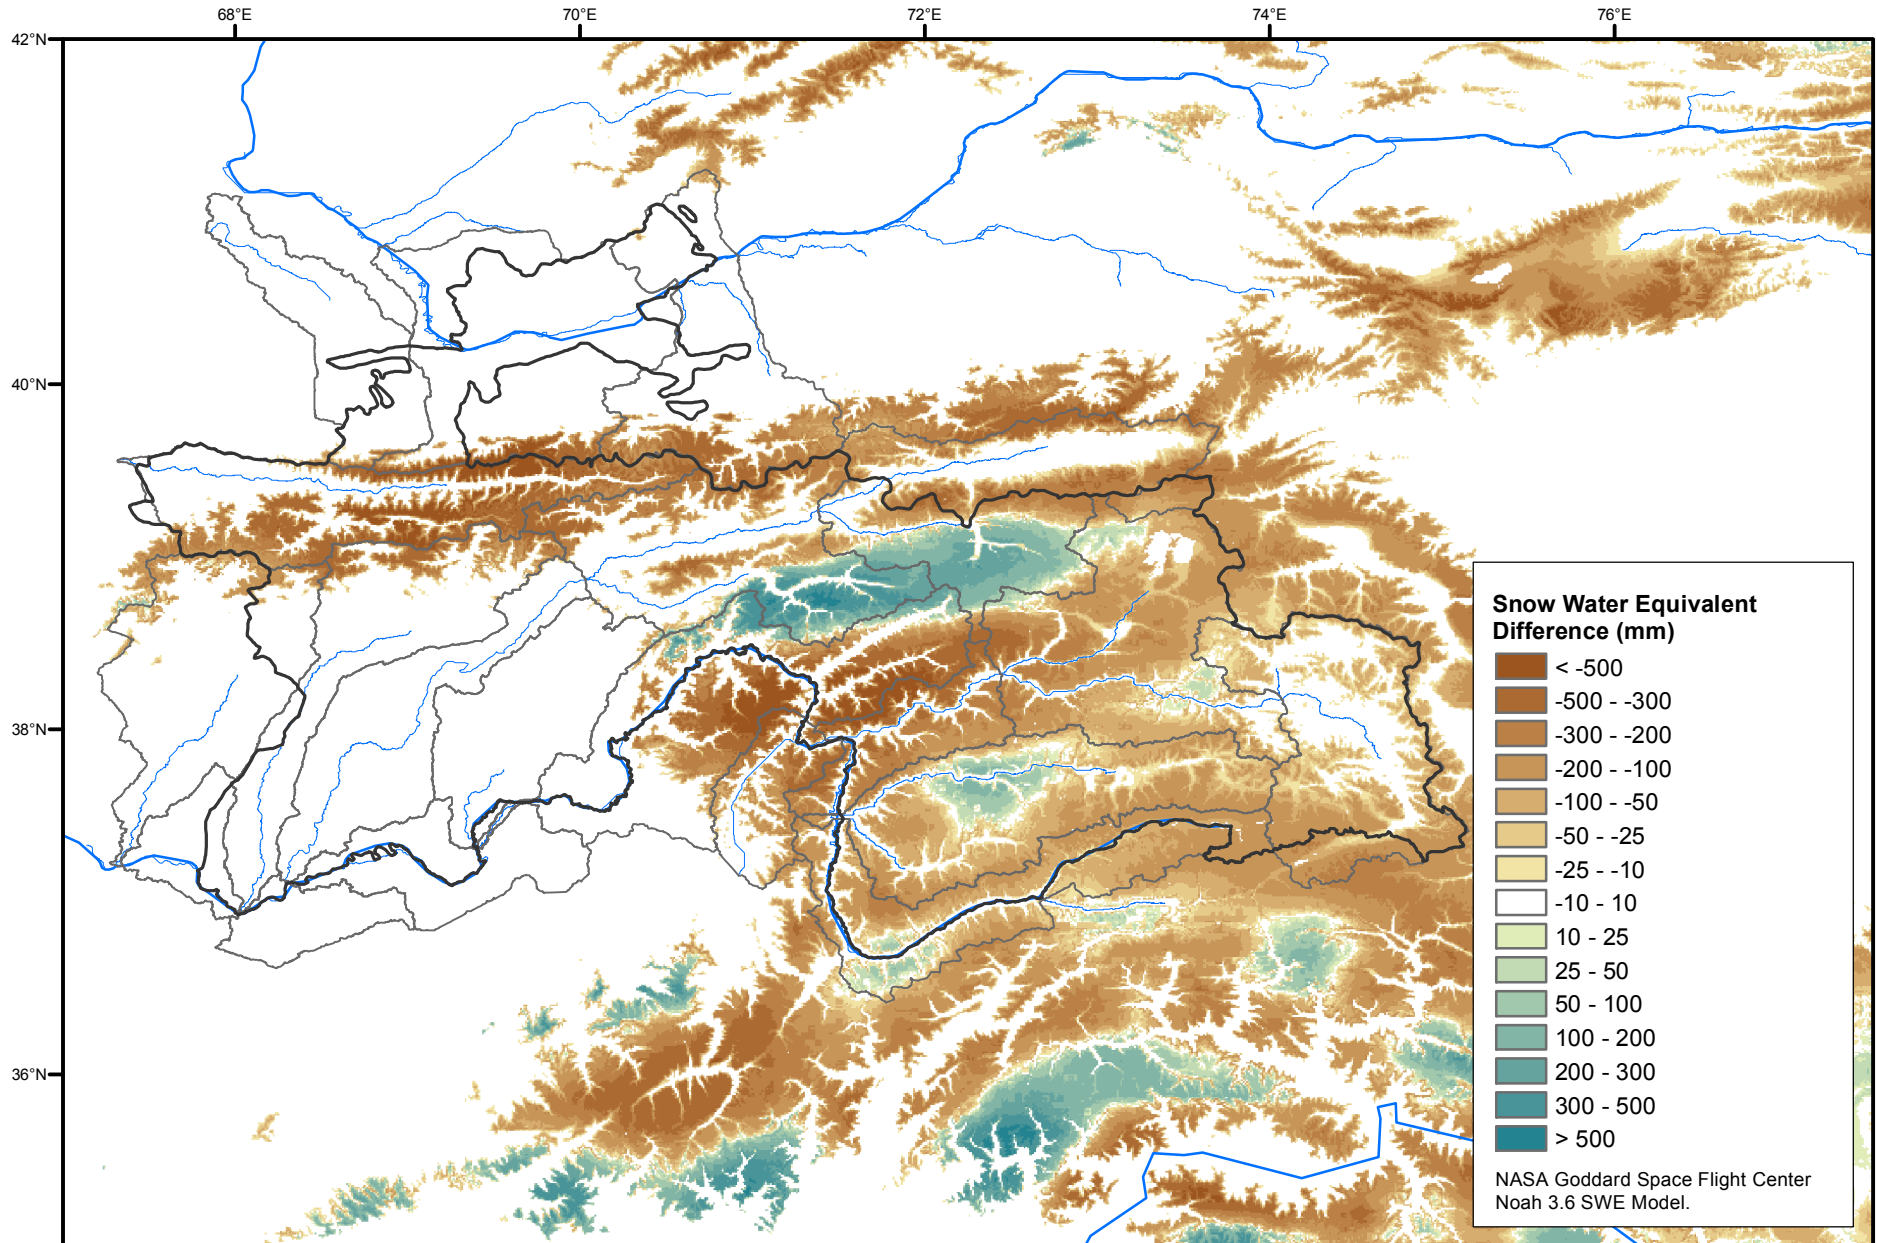 68°E 70°E 72°E 74°E 76°E
42°N
40°N
38°N
36°N
Snow Water Equivalent
Difference (mm)
< -500
-500 - -300
-300 - -200
-200 - -100
-100 - -50
-50 - -25
-25 - -10
-10 - 10
10 - 25
25 - 50
50 - 100
100 - 200
200 - 300
300 - 500
> 500
NASA Goddard Space Flight Center
Noah 3.6 SWE Model.